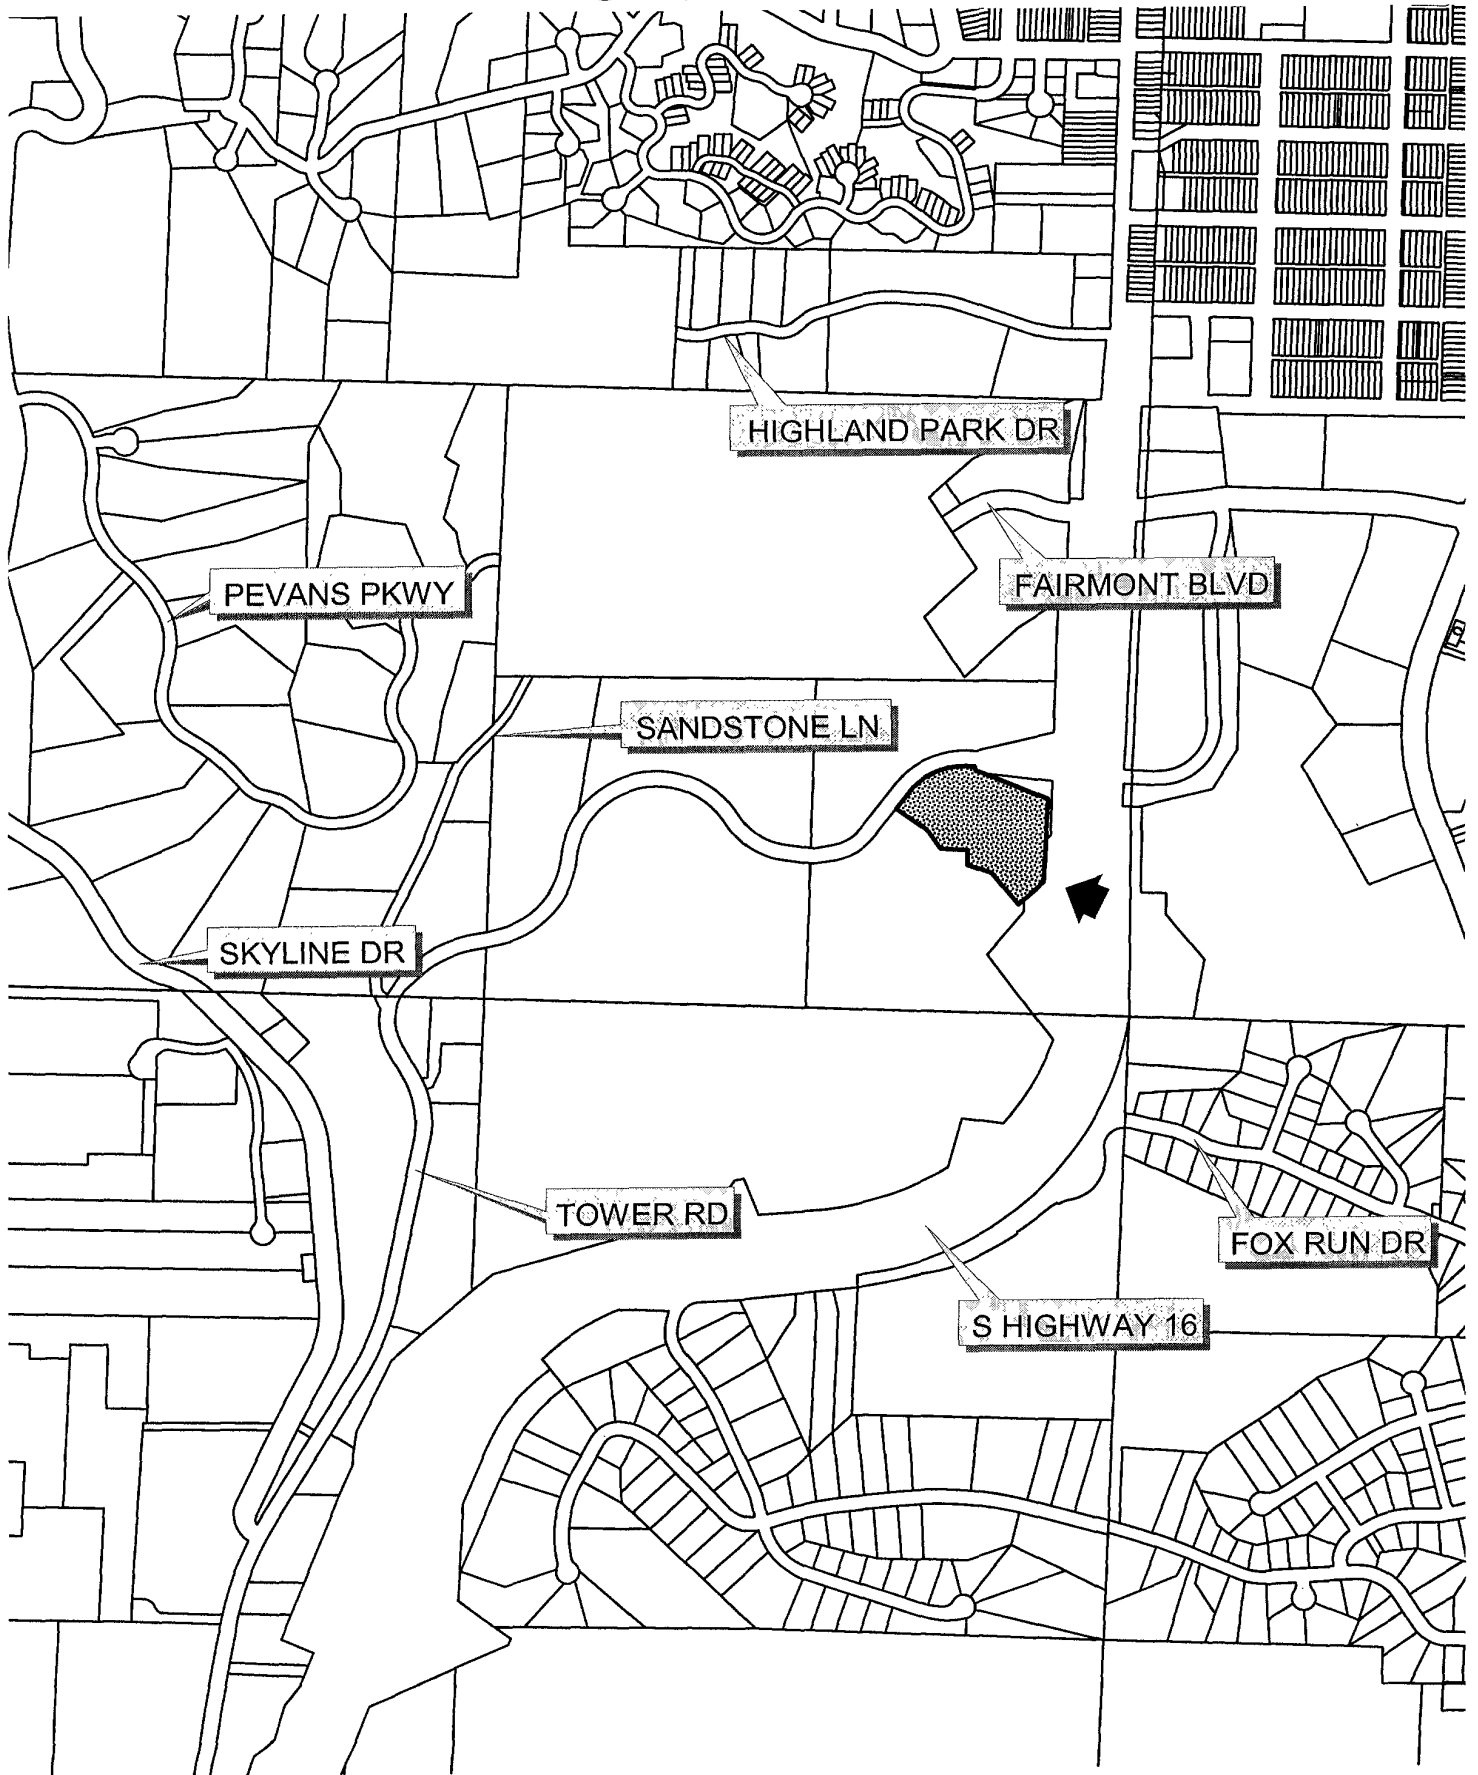 HIGHLAND PARK DR
PEVANS PKWY
FAIRMONT BLVD
SANDSTONE LN
SKYLINE DR
TOWER RD
FOX RUN DR
S HIGHWAY 16